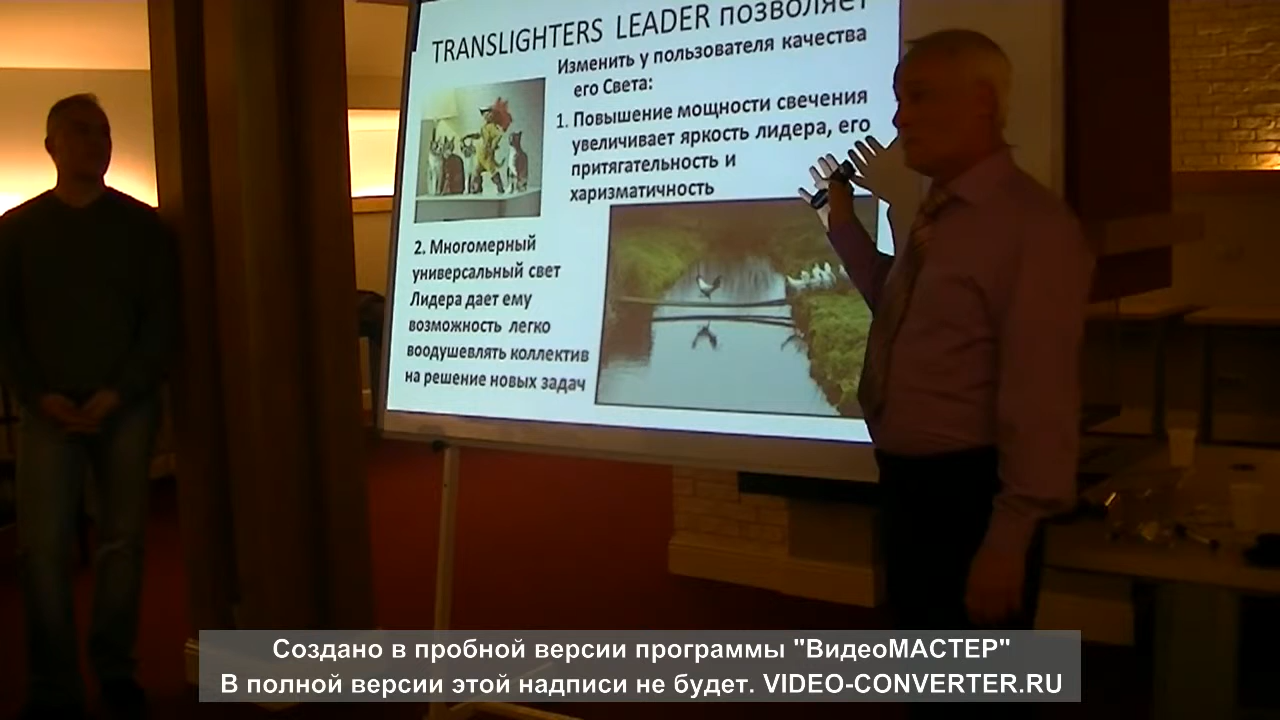 TRANSLIGHTERS LEADER позволяет
Изменить у пользователя качества
его Света:
1. Повышение мощности свечения
увеличивает яркость лидера, его
притягательность и
харизматичность
2. Многомерный
универсальный свет
Лидера дает ему
возможность легко
воодушевлять коллектив
на решение новых задач
Создано в пробной версии программы "ВидеоМАСТЕР"
В полной версии этой надписи не будет. VIDEO-CONVERTER.RU